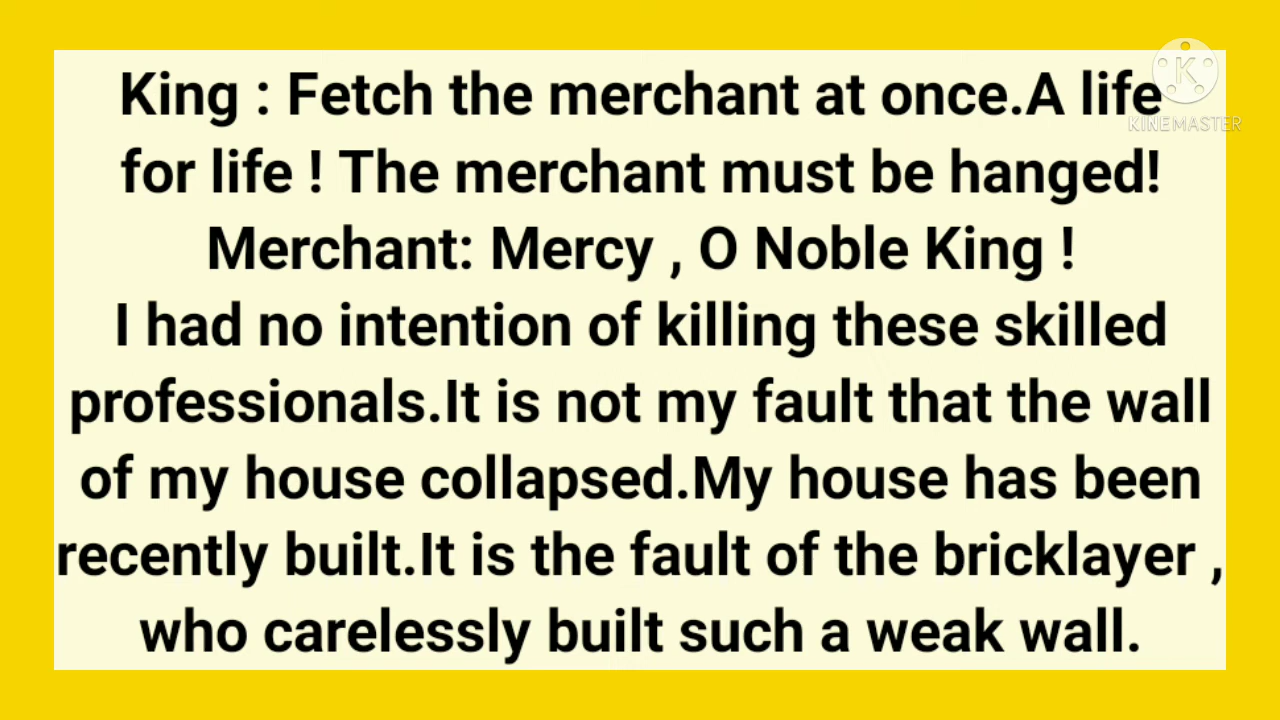 King : Fetch the merchant at once.A life
for life ! The merchant must be hanged!
Merchant: Mercy , O Noble King !
I had no intention of killing these skilled
professionals.It is not my fault that the wall
of my house collapsed.My house has been
recently built.It is the fault of the bricklayer ,
who carelessly built such a weak wall.
K
KINEMASTER